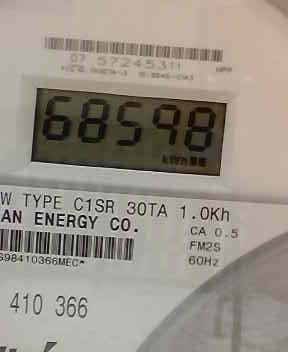 07 57245311
68598
kWh
W TYPE C1SR 30TA 1.0Kh
AN ENERGY CO.
CA 0.5
FM2S
60Hz
S98410366MEC*
410 366